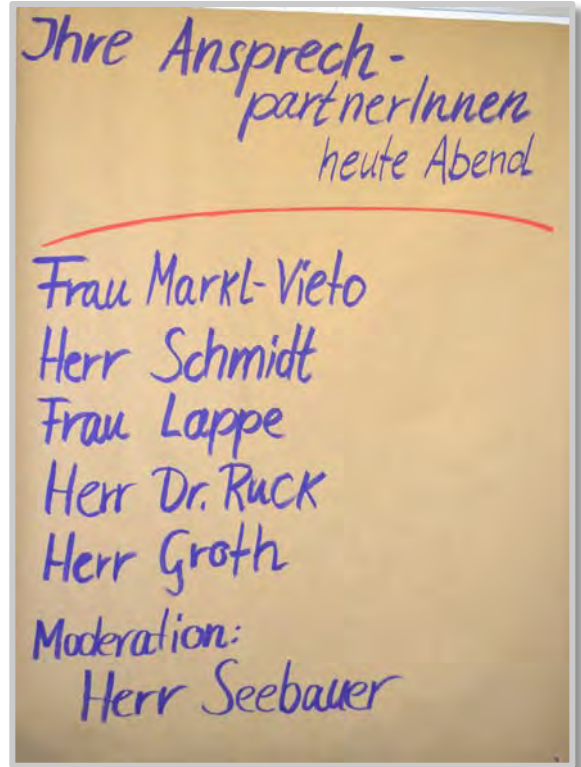 Ihre Ansprech-
partnerInnen
heute Abend
Frau Markl-Vieto
Herr Schmidt
Frau Lappe
Herr Dr. Ruck
Herr Groth
Moderation:
Herr Seebauer